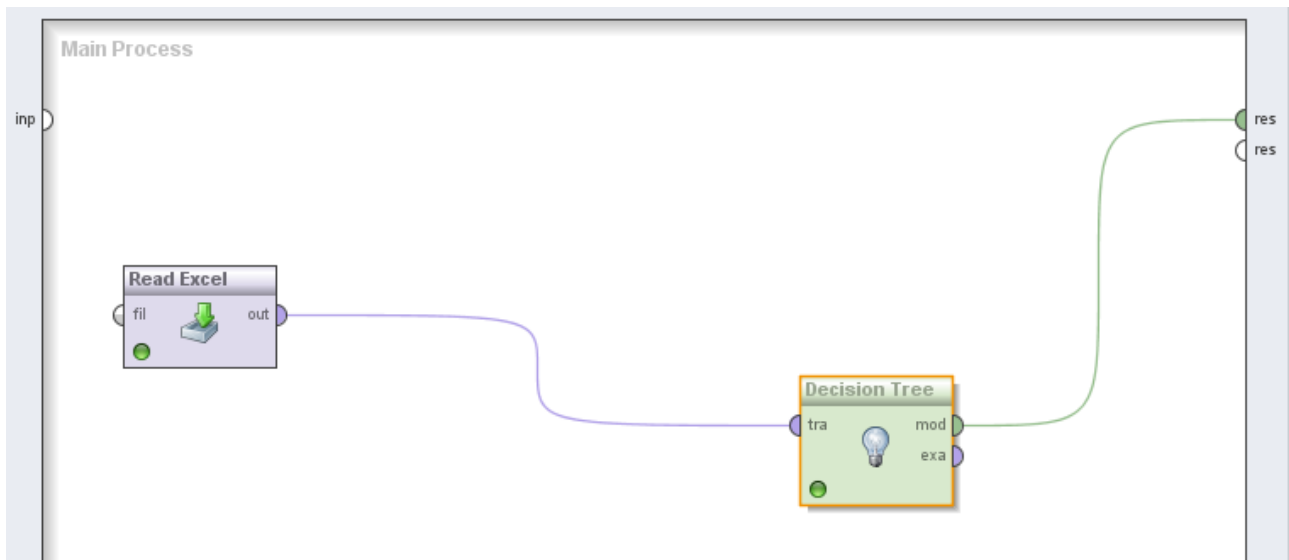 Main Process
inp
res
res
Read Excel
fil
out
Decision Tree
tra
mod
exa